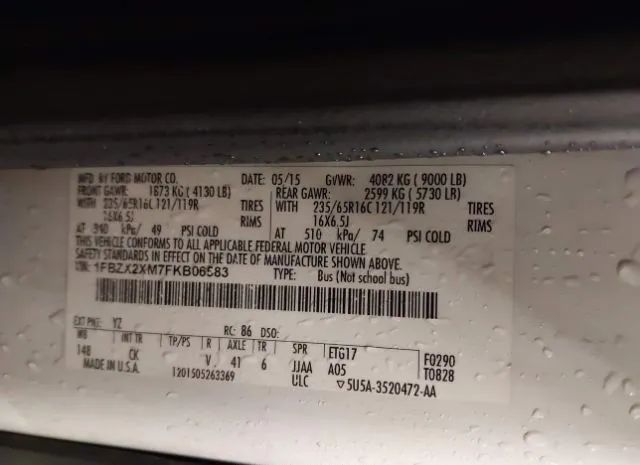 MFD BY FORD MOTOR CO. DATE: 05/15 GVWR: 4082 KG ( 9000 LB)
FRONT GAWR: 1873 KG ( 4130 LB) REAR GAWR: 2599 KG ( 5730 LB)
WITH 235/65R16C 121/119R TIRES WITH 235/65R16C 121/119R TIRES
16X6.5J RIMS 16X6.5J RIMS
AT kPa/ 49 PSI COLD AT 510 kPa/ 74 PSI COLD
THIS VEHICLE CONFORMS TO ALL APPLICABLE FEDERAL MOTOR VEHICLE
SAFETY STANDARDS IN EFFECT ON THE DATE OF MANUFACTURE SHOWN ABOVE.
VIN: 1FBZX2XM7FKB06583 TYPE: Bus (Not school bus)
EXT PNT: YZ RC: 86 DSO:
WB INT TR TP/PS R AXLE TR SPR ETG17 F0290
148 CK V 41 6 JJAA A05 T0828
MADE IN U.S.A. 1201505263369 ULC ▽5U5A-3520472-AA